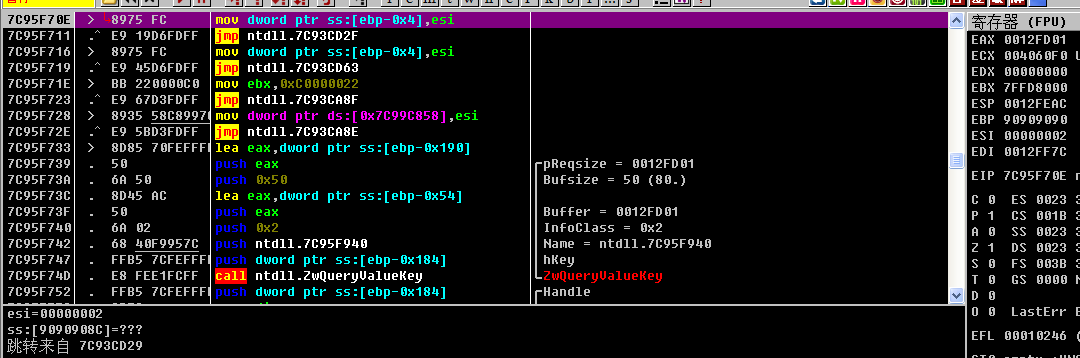 7C95F70E > 8975 FC mov dword ptr ss:[ebp-0x4],esi
7C95F711 .^ E9 19D6FDFF jmp ntdll.7C93CD2F
7C95F716 > 8975 FC mov dword ptr ss:[ebp-0x4],esi
7C95F719 .^ E9 45D6FDFF jmp ntdll.7C93CD63
7C95F71E > BB 220000C0 mov ebx,0xC0000022
7C95F723 .^ E9 67D3FDFF jmp ntdll.7C93CA8F
7C95F728 > 8935 58C8997C mov dword ptr ds:[0x7C99C858],esi
7C95F72E .^ E9 5BD3FDFF jmp ntdll.7C93CA8E
7C95F733 > 8D85 70FEFFFF lea eax,dword ptr ss:[ebp-0x190]
7C95F739 . 50 push eax pReqsize = 0012FD01
7C95F73A . 6A 50 push 0x50 Bufsize = 50 (80.)
7C95F73C . 8D45 AC lea eax,dword ptr ss:[ebp-0x54]
7C95F73F . 50 push eax Buffer = 0012FD01
7C95F740 . 6A 02 push 0x2 InfoClass = 0x2
7C95F742 . 68 40F9957C push ntdll.7C95F940 Name = ntdll.7C95F940
7C95F747 . FFB5 7CFEFFFF push dword ptr ss:[ebp-0x184] hKey
7C95F74D . E8 FEE1FCFF call ntdll.ZwQueryValueKey ZwQueryValueKey
7C95F752 . FFB5 7CFEFFFF push dword ptr ss:[ebp-0x184] Handle
esi=00000002
ss:[9090908C]=???
跳转来自 7C93CD29
寄存器 (FPU)
EAX 0012FD01
ECX 004060F0 U
EDX 00000000
EBX 7FFD8000
ESP 0012FEAC
EBP 90909090
ESI 00000002
EDI 0012FF7C
EIP 7C95F70E n
C 0 ES 0023 3
P 1 CS 001B 3
A 0 SS 0023 3
Z 1 DS 0023 3
S 0 FS 003B 3
T 0 GS 0000 N
D 0
O 0 LastErr E
EFL 00010246 (